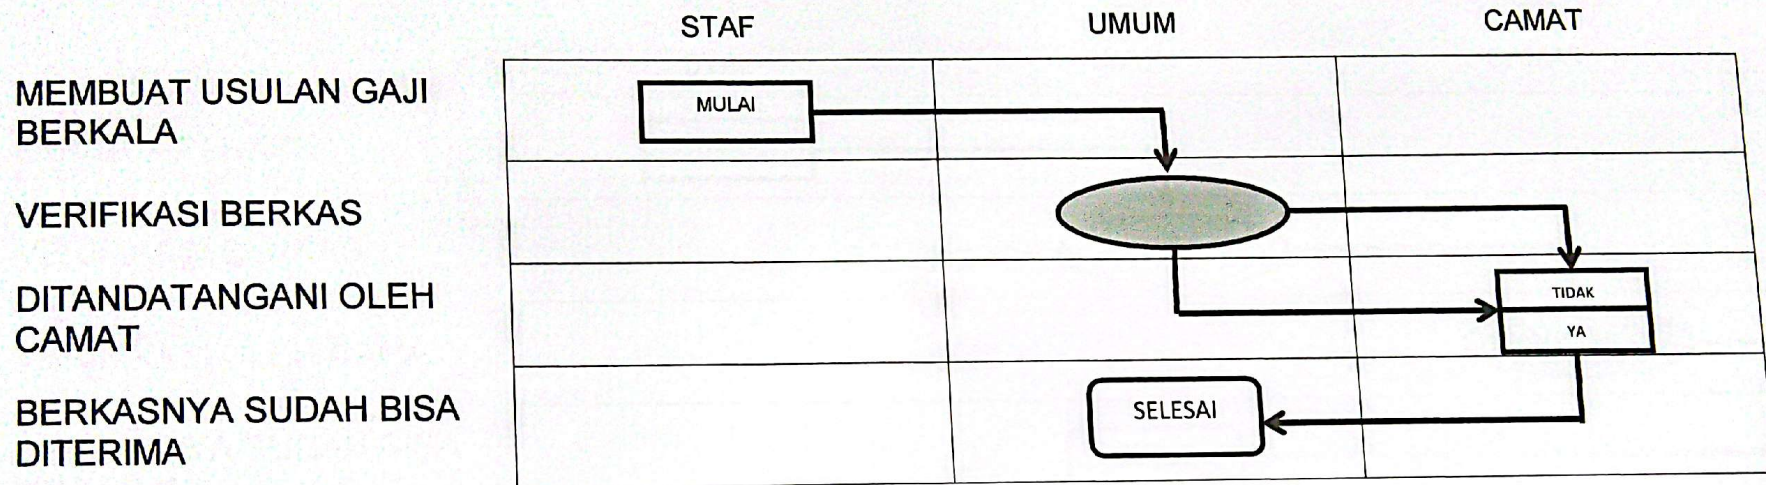 STAF UMUM CAMAT
MEMBUAT USULAN GAJI
BERKALA
MULAI
VERIFIKASI BERKAS
DITANDATANGANI OLEH
CAMAT
TIDAK
YA
BERKASNYA SUDAH BISA
DITERIMA
SELESAI